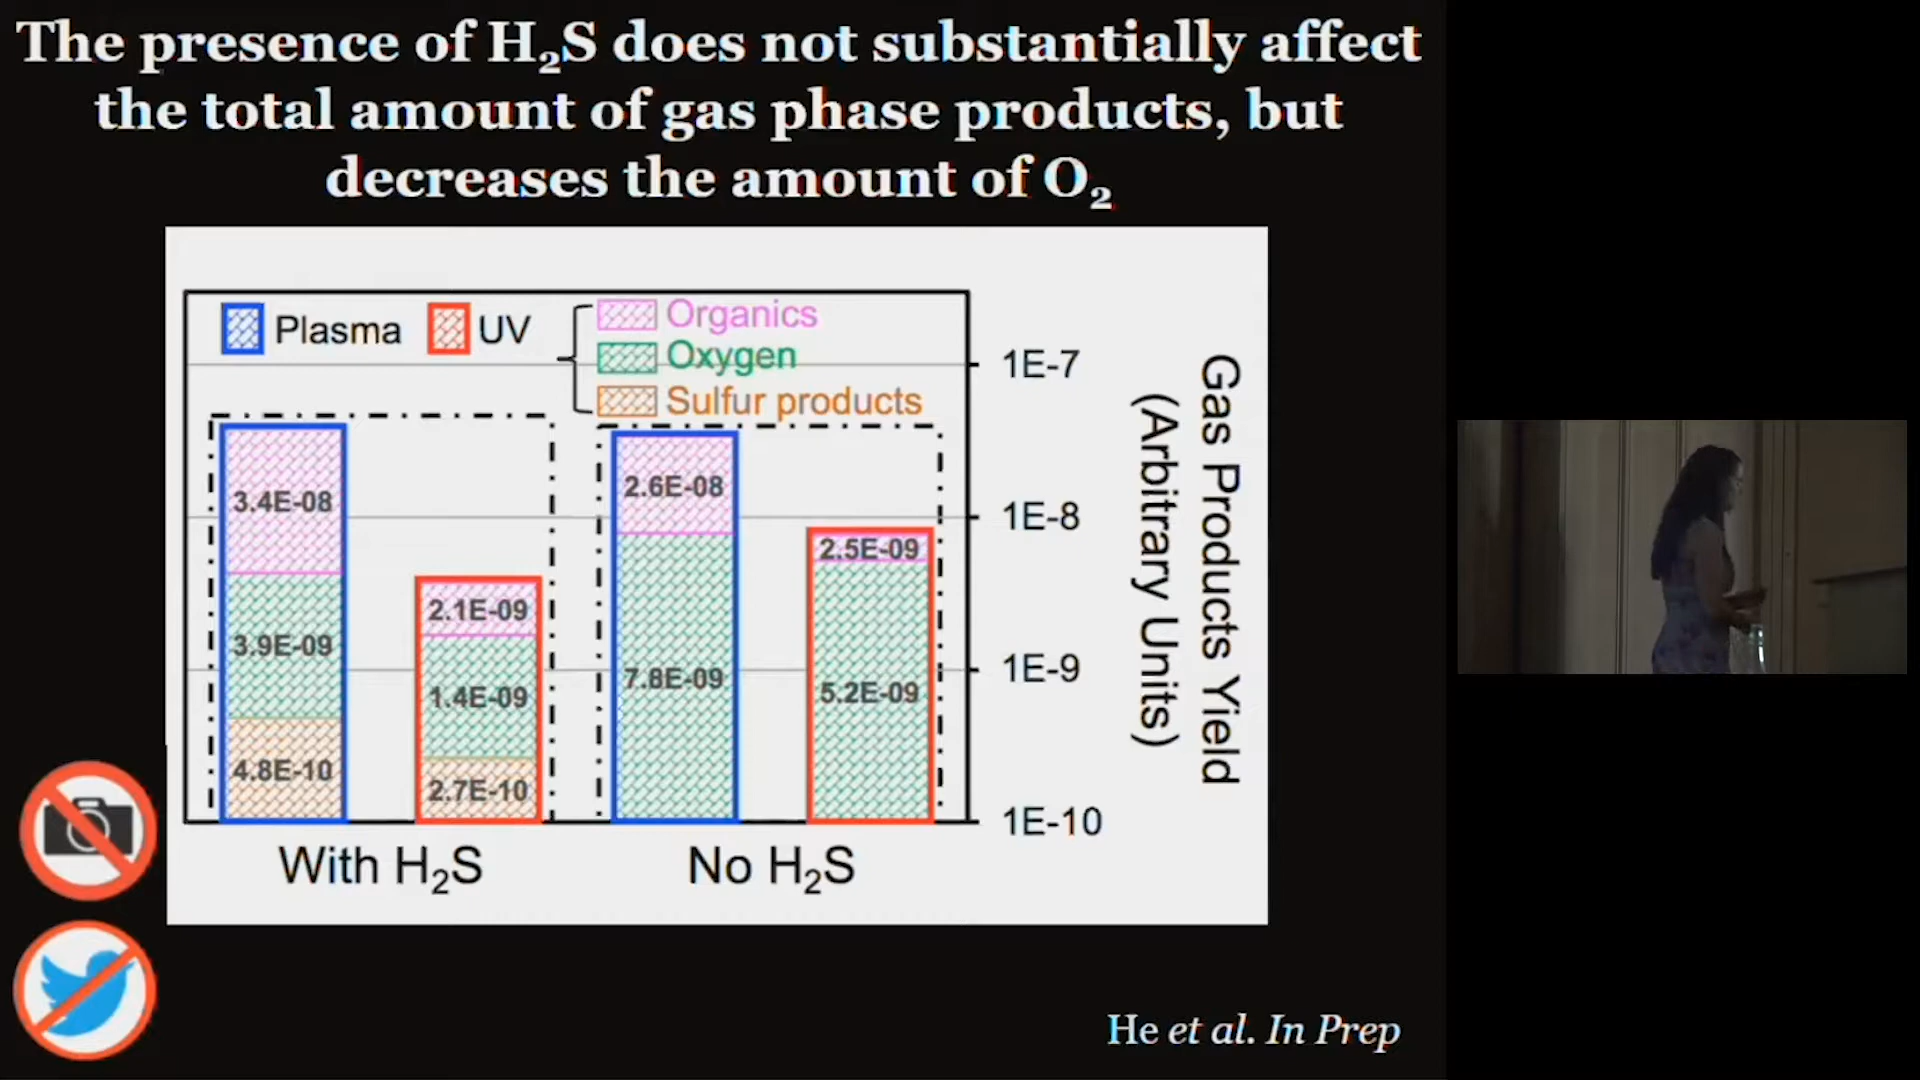 The presence of H₂S does not substantially affect
the total amount of gas phase products, but
decreases the amount of O₂
Plasma
UV
Organics
Oxygen
Sulfur products
1E-7
1E-8
1E-9
1E-10
Gas Products Yield
(Arbitrary Units)
3.4E-08
3.9E-09
4.8E-10
2.1E-09
1.4E-09
2.7E-10
2.6E-08
7.8E-09
2.5E-09
5.2E-09
With H₂S
No H₂S
He et al. In Prep